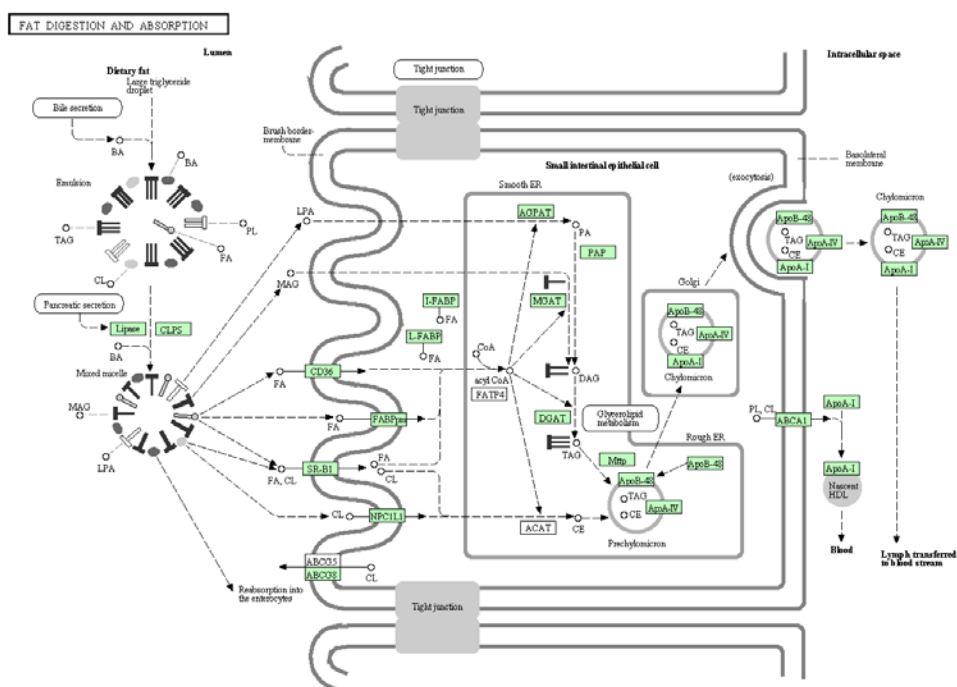 FAT DIGESTION AND ABSORPTION
Lumen
Intracellular space
Dietary fat
Large triglyceride
droplet
Bile secretion
BA
BA
Emulsion
TAG
PL
FA
CL
Pancreatic secretion
Lipase
CLPS
BA
Mixed micelle
MAG
LPA
Reabsorption into
the enterocytes
Tight junction
Tight junction
Brush border
membrane
Basolateral
membrane
Small intestinal epithelial cell
(exocytosis)
Smooth ER
LPA
AGPAT
PA
PAP
MAG
MGAT
I-FABP
FA
L-FABP
FA
CoA
acyl CoA
FATP4
DAG
DGAT
Glycerolipid
metabolism
TAG
FA
CD36
FA
FABPpm
FA, CL
SR-B1
FA
CL
CL
NPC1L1
ACAT
CE
ABCG5
ABCG8
CL
Rough ER
Mttp
ApoB-48
ApoB-48
TAG
ApoA-IV
CE
Prechylomicron
Golgi
ApoB-48
TAG
ApoA-IV
CE
ApoA-I
Chylomicron
ApoB-48
TAG
ApoA-IV
CE
ApoA-I
Chylomicron
ApoB-48
TAG
ApoA-IV
CE
ApoA-I
PL, CL
ABCA1
ApoA-I
ApoA-I
Nascent
HDL
Blood
Lymph transferred
to blood stream
Tight junction